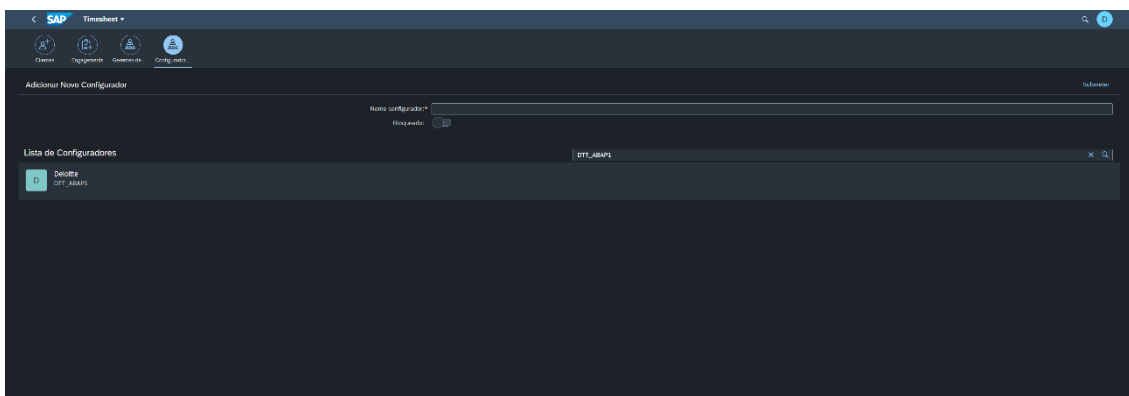 SAP Timesheet
D
Clientes Engagements Gerentes de... Configurador...
Adicionar Novo Configurador Submeter
Nome configurador:*
Bloqueado:
Lista de Configuradores DTT_ABAP1
D Deloitte
DTT_ABAP1